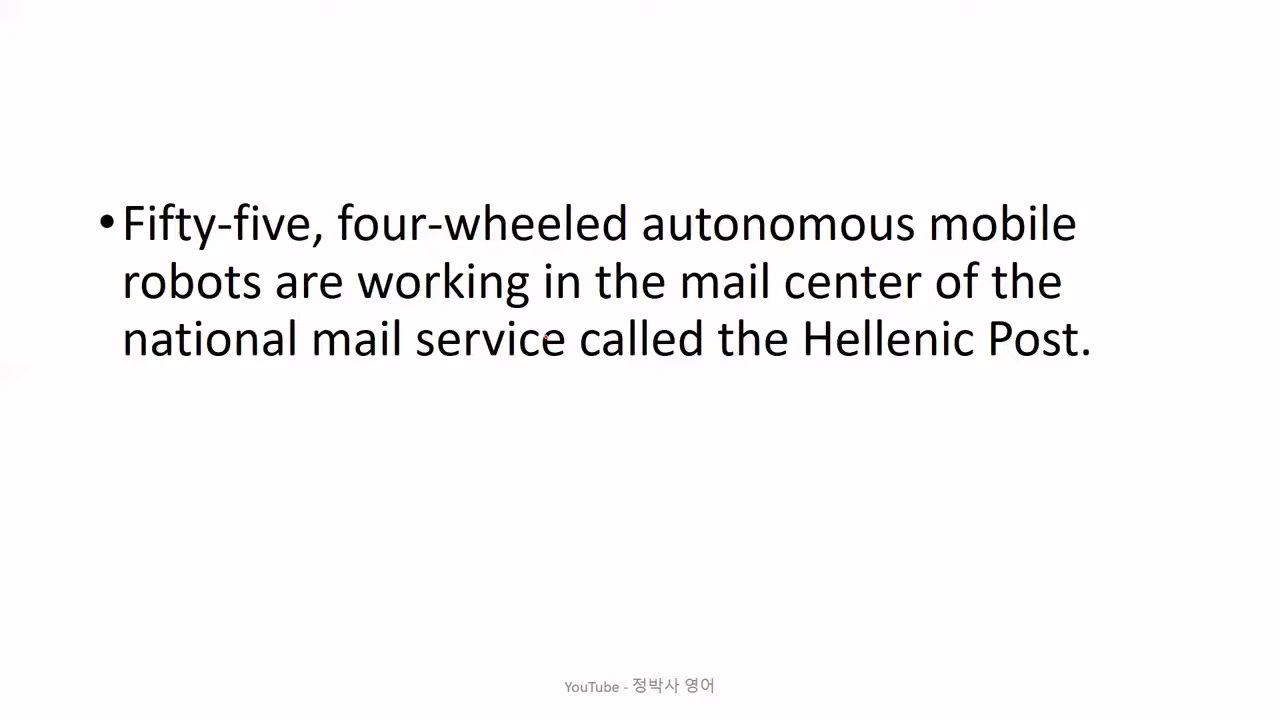 •Fifty-five, four-wheeled autonomous mobile
robots are working in the mail center of the
national mail service called the Hellenic Post.
YouTube - 정박사 영어